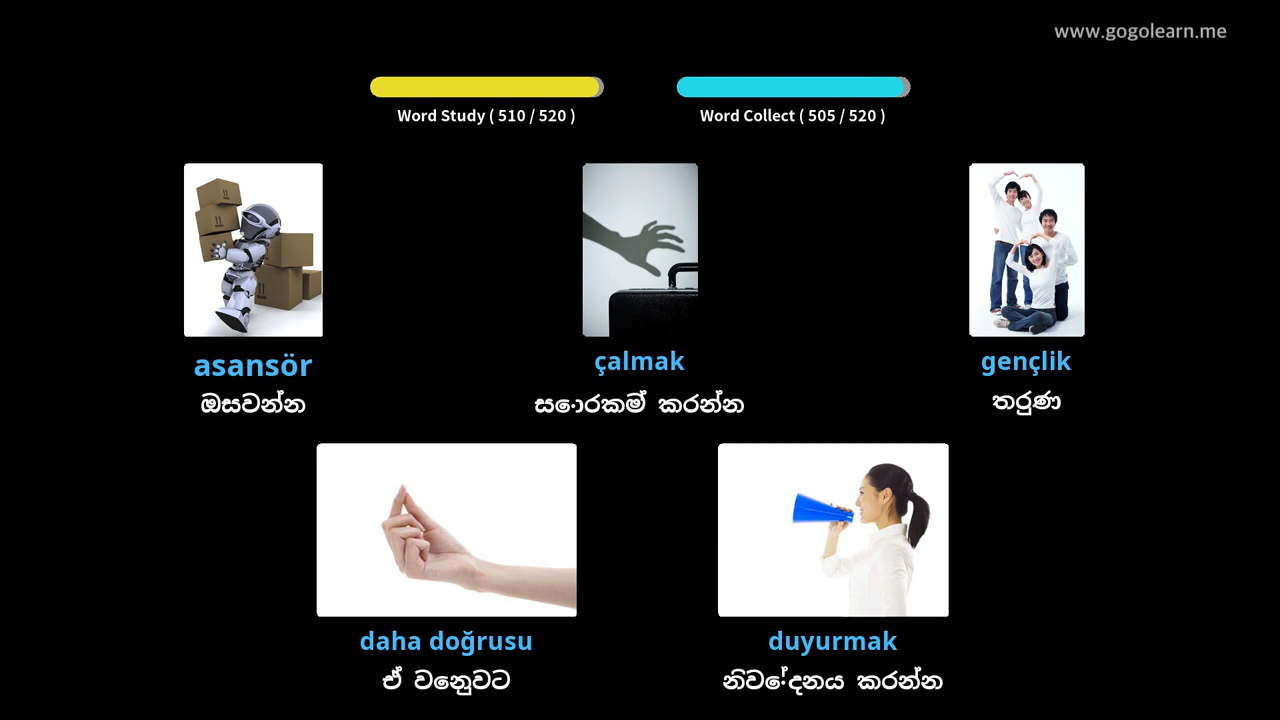 www.gogolearn.me
Word Study ( 510 / 520 )
Word Collect ( 505 / 520 )
asansör
ඔසවන්න
çalmak
සොරකම් කරන්න
gençlik
තරුණ
daha doğrusu
ඒ වෙනුවට
duyurmak
නිවේදනය කරන්න